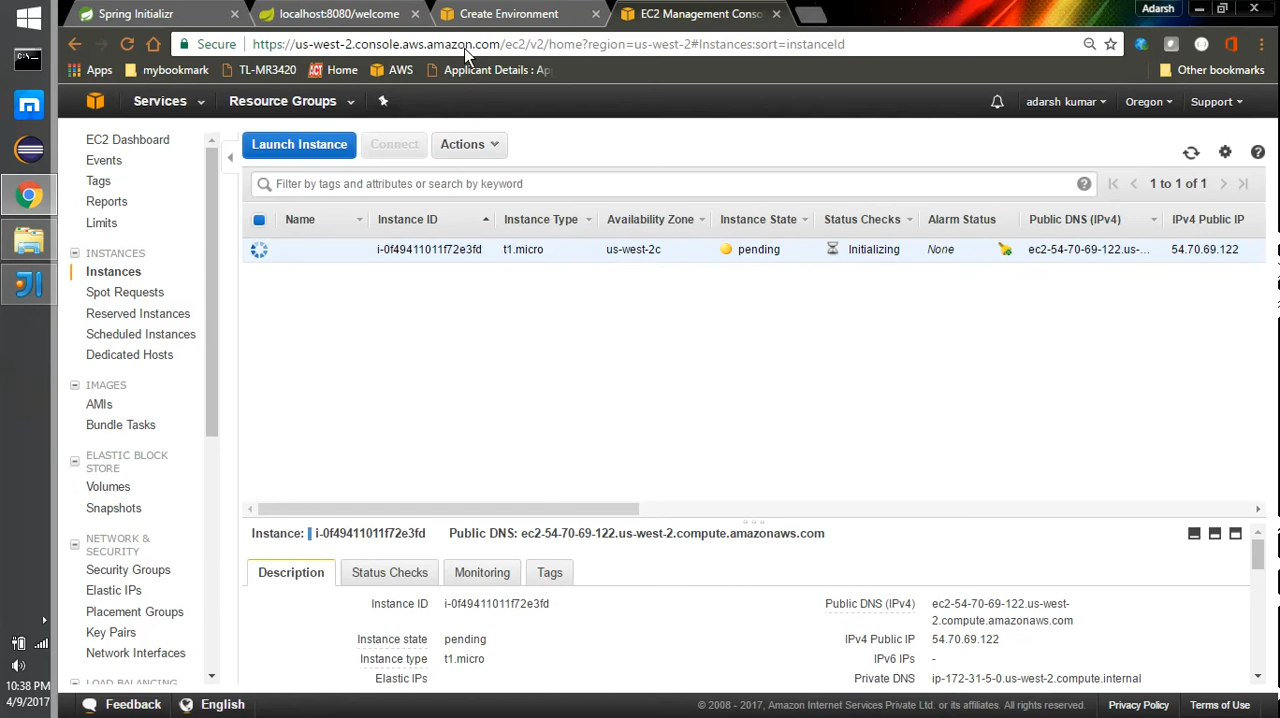 Spring Initializr
localhost:8080/welcome
Create Environment
EC2 Management Conso
Adarsh
Secure
https://us-west-2.console.aws.amazon.com/ec2/v2/home?region=us-west-2#Instances:sort=instanceId
Apps
mybookmark
TL-MR3420
ACT Home
AWS
Applicant Details : Ap
Other bookmarks
Services
Resource Groups
adarsh kumar
Oregon
Support
EC2 Dashboard
Events
Tags
Reports
Limits
INSTANCES
Instances
Spot Requests
Reserved Instances
Scheduled Instances
Dedicated Hosts
IMAGES
AMIs
Bundle Tasks
ELASTIC BLOCK
STORE
Volumes
Snapshots
NETWORK &
SECURITY
Security Groups
Elastic IPs
Placement Groups
Key Pairs
Network Interfaces
LOAD BALANCING
Launch Instance
Connect
Actions
Filter by tags and attributes or search by keyword
1 to 1 of 1
Name Instance ID Instance Type Availability Zone Instance State Status Checks Alarm Status Public DNS (IPv4) IPv4 Public IP
i-0f49411011f72e3fd t1.micro us-west-2c pending Initializing None ec2-54-70-69-122.us-... 54.70.69.122
Instance: i-0f49411011f72e3fd Public DNS: ec2-54-70-69-122.us-west-2.compute.amazonaws.com
Description Status Checks Monitoring Tags
Instance ID i-0f49411011f72e3fd
Instance state pending
Instance type t1.micro
Elastic IPs
Public DNS (IPv4) ec2-54-70-69-122.us-west-
2.compute.amazonaws.com
IPv4 Public IP 54.70.69.122
IPv6 IPs -
Private DNS ip-172-31-5-0.us-west-2.compute.internal
10:38 PM
4/9/2017
Feedback
English
© 2008 - 2017, Amazon Internet Services Private Ltd. or its affiliates. All rights reserved.
Privacy Policy
Terms of Use